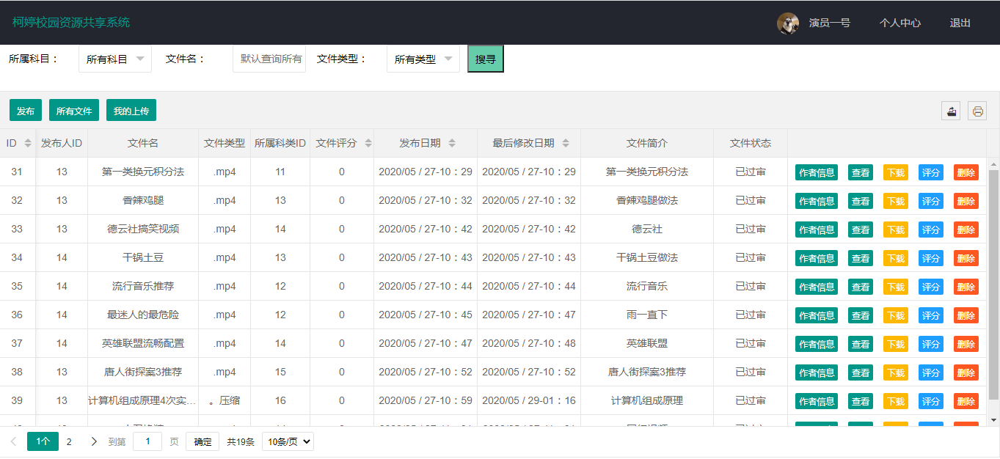 柯婷校园资源共享系统 演员一号 个人中心 退出
所属科目： 所有科目 文件名： 默认查询所有 文件类型： 所有类型 搜寻
发布 所有文件 我的上传
ID 发布人ID 文件名 文件类型 所属科类ID 文件评分 发布日期 最后修改日期 文件简介 文件状态
31 13 第一类换元积分法 .mp4 11 0 2020/05 / 27-10：29 2020/05 / 27-10：29 第一类换元积分法 已过审 作者信息 查看 下载 评分 删除
32 13 香辣鸡腿 .mp4 13 0 2020/05 / 27-10：32 2020/05 / 27-10：32 香辣鸡腿做法 已过审 作者信息 查看 下载 评分 删除
33 13 德云社搞笑视频 .mp4 14 0 2020/05 / 27-10：42 2020/05 / 27-10：42 德云社 已过审 作者信息 查看 下载 评分 删除
34 14 干锅土豆 .mp4 13 0 2020/05 / 27-10：43 2020/05 / 27-10：43 干锅土豆做法 已过审 作者信息 查看 下载 评分 删除
35 14 流行音乐推荐 .mp4 12 0 2020/05 / 27-10：44 2020/05 / 27-10：44 流行音乐 已过审 作者信息 查看 下载 评分 删除
36 14 最迷人的最危险 .mp4 12 0 2020/05 / 27-10：45 2020/05 / 27-10：47 雨一直下 已过审 作者信息 查看 下载 评分 删除
37 14 英雄联盟流畅配置 .mp4 14 0 2020/05 / 27-10：47 2020/05 / 27-10：48 英雄联盟 已过审 作者信息 查看 下载 评分 删除
38 13 唐人街探案3推荐 .mp4 15 0 2020/05 / 27-10：52 2020/05 / 27-10：52 唐人街探案3推荐 已过审 作者信息 查看 下载 评分 删除
39 13 计算机组成原理4次实... 。压缩 16 0 2020/05 / 27-10：59 2020/05 / 29-01：16 计算机组成原理 已过审 作者信息 查看 下载 评分 删除
1个 2 到第 1 页 确定 共19条 10条/页